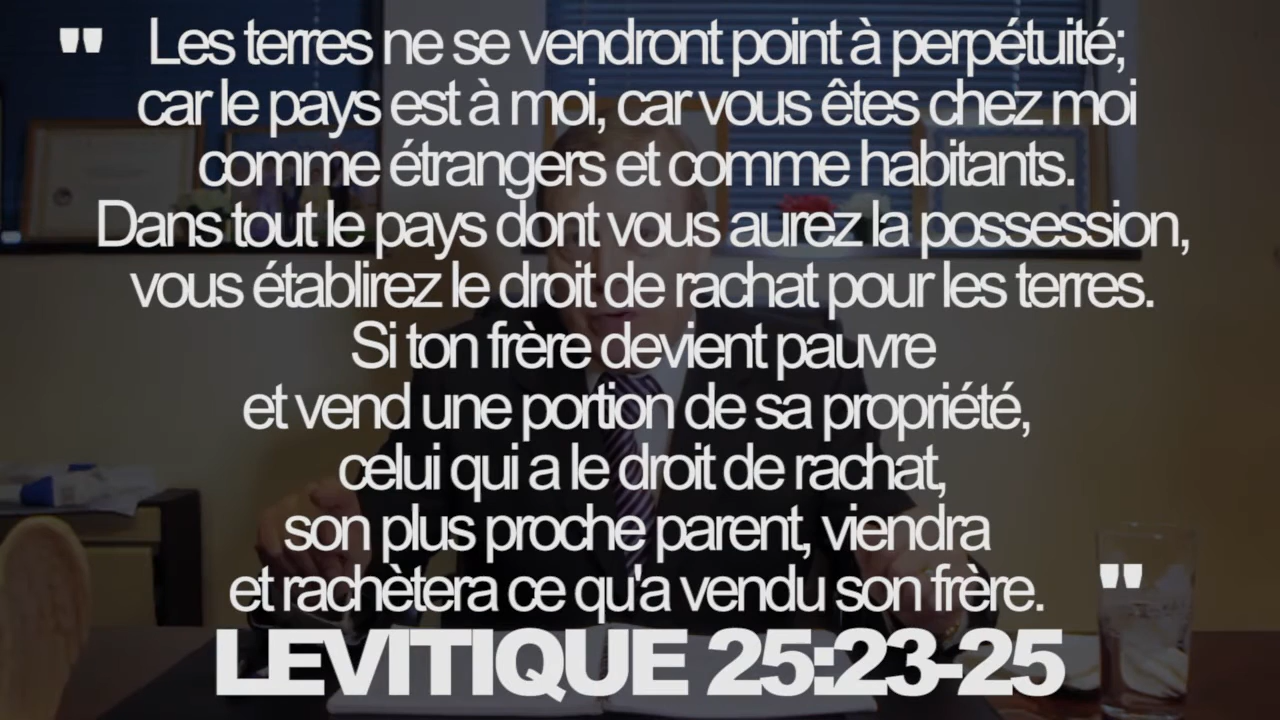 " Les terres ne se vendront point à perpétuité;
car le pays est à moi, car vous êtes chez moi
comme étrangers et comme habitants.
Dans tout le pays dont vous aurez la possession,
vous établirez le droit de rachat pour les terres.
Si ton frère devient pauvre
et vend une portion de sa propriété,
celui qui a le droit de rachat,
son plus proche parent, viendra
et rachètera ce qu'a vendu son frère. "
LEVITIQUE 25:23-25